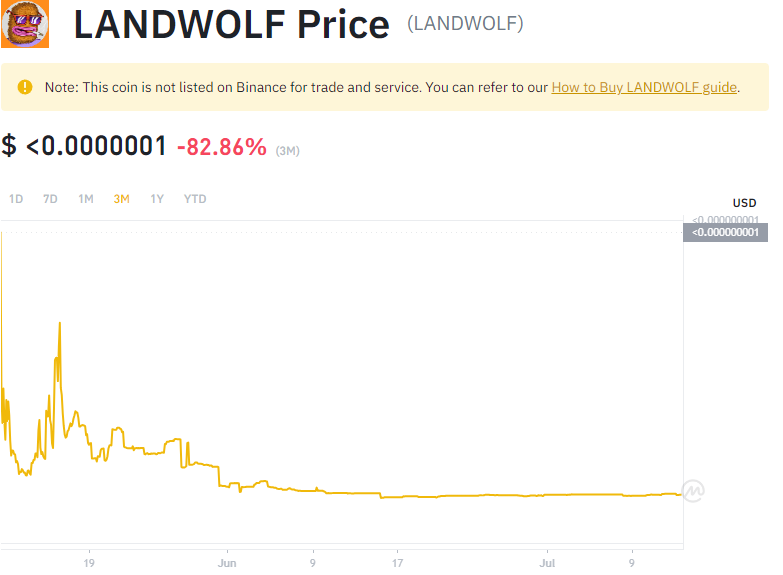 LANDWOLF Price (LANDWOLF)
Note: This coin is not listed on Binance for trade and service. You can refer to our How to Buy LANDWOLF guide.
$ <0.0000001 -82.86% (3M)
1D 7D 1M 3M 1Y YTD
USD
<0.000000001
<0.000000001
19 Jun 9 17 Jul 9